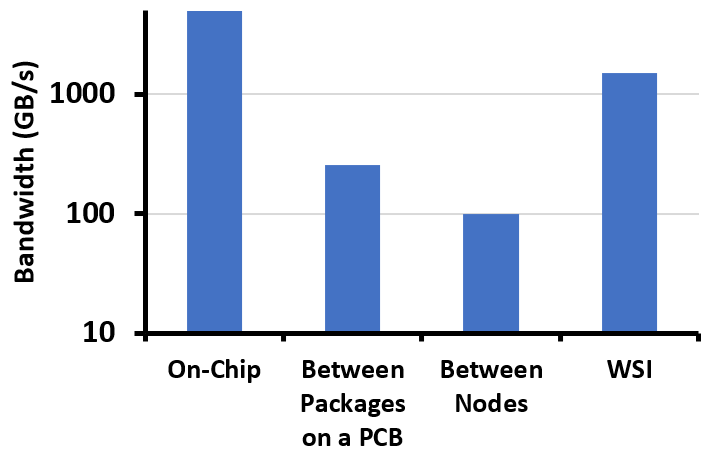 Bandwidth (GB/s)
1000
100
10
On-Chip
Between
Packages
on a PCB
Between
Nodes
WSI